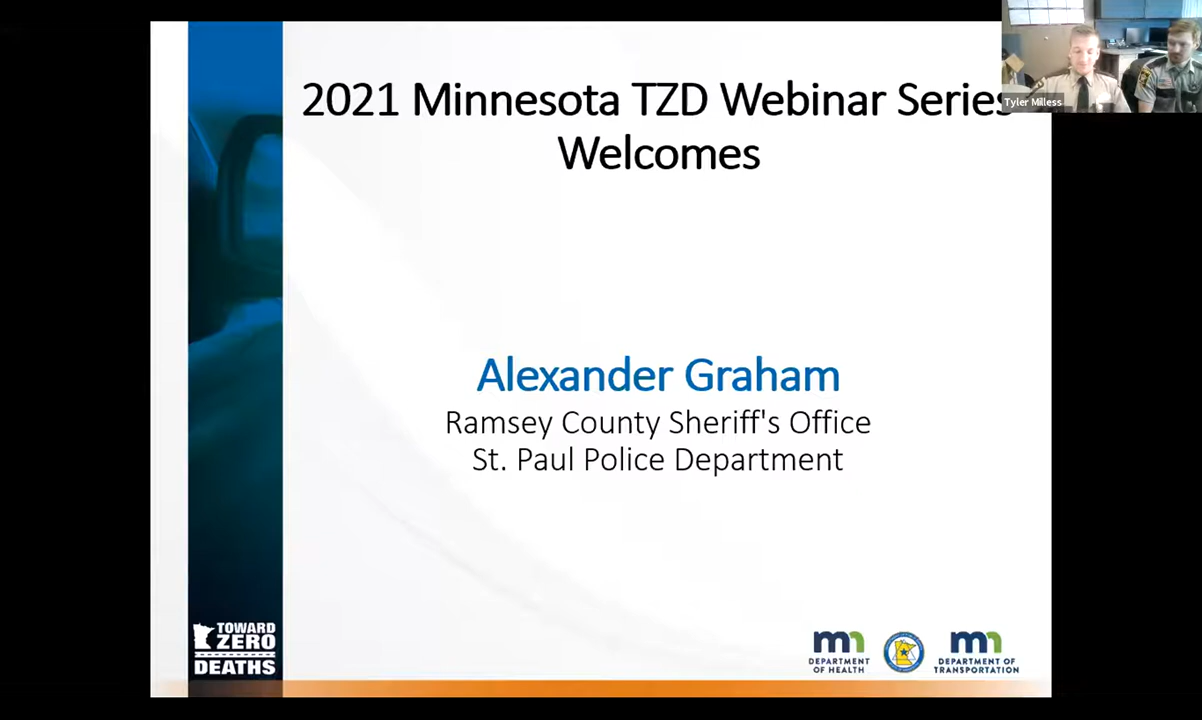 2021 Minnesota TZD Webinar Series
Welcomes
Tyler Milless
Alexander Graham
Ramsey County Sheriff's Office
St. Paul Police Department
TOWARD
ZERO
DEATHS
mn
DEPARTMENT
OF HEALTH
mn
DEPARTMENT OF
TRANSPORTATION